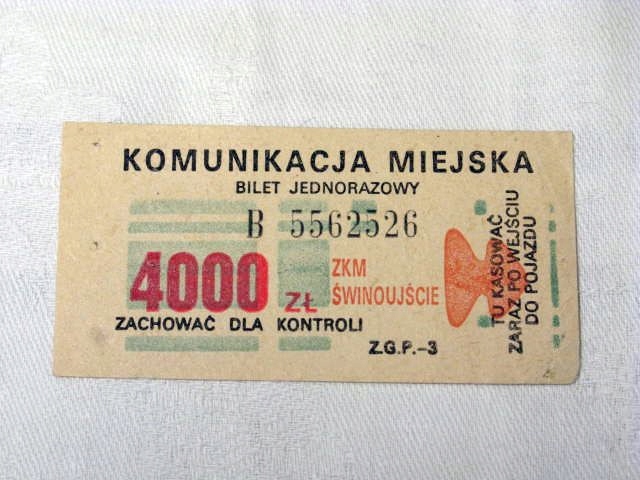 KOMUNIKACJA MIEJSKA
BILET JEDNORAZOWY
B 5562526
4000 ZŁ
ZKM
ŚWINOUJŚCIE
ZACHOWAĆ DLA KONTROLI
Z.G.P.-3
TU KASOWAĆ
ZARAZ PO WEJŚCIU
DO POJAZDU